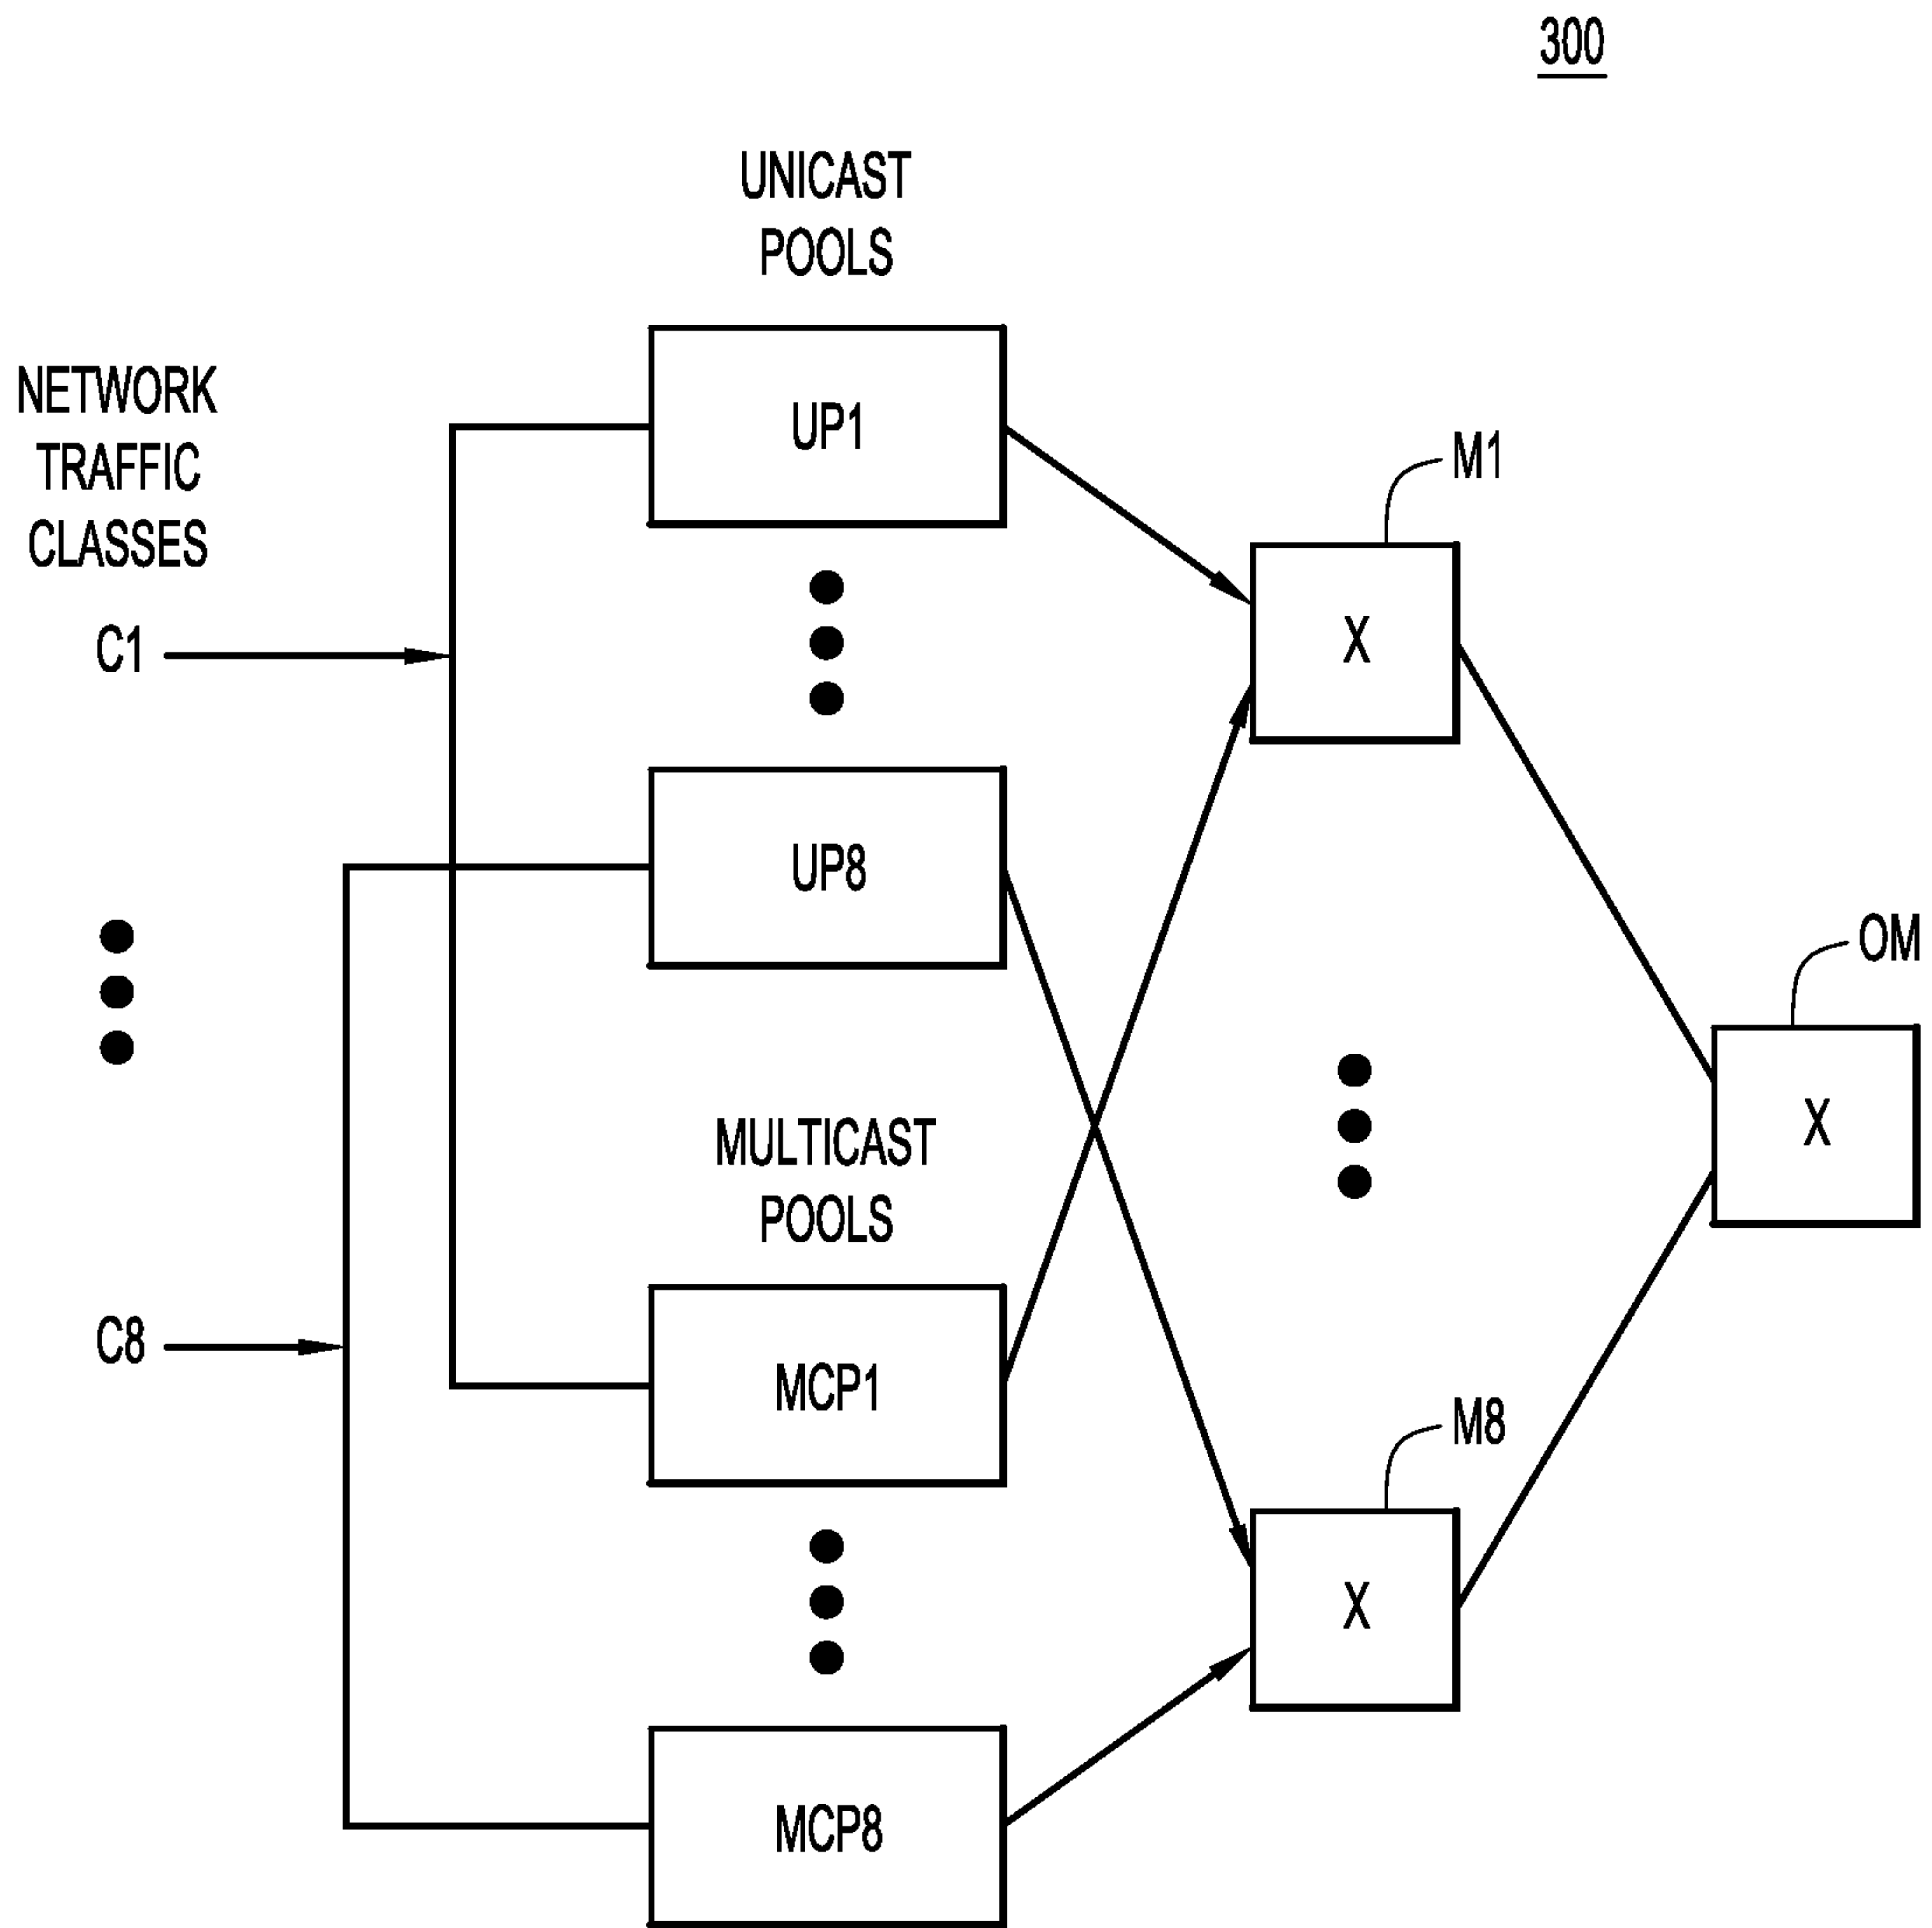 300
UNICAST
POOLS
NETWORK
TRAFFIC
CLASSES
UP1
M1
X
C1
UP8
OM
X
MULTICAST
POOLS
C8
MCP1
M8
X
MCP8